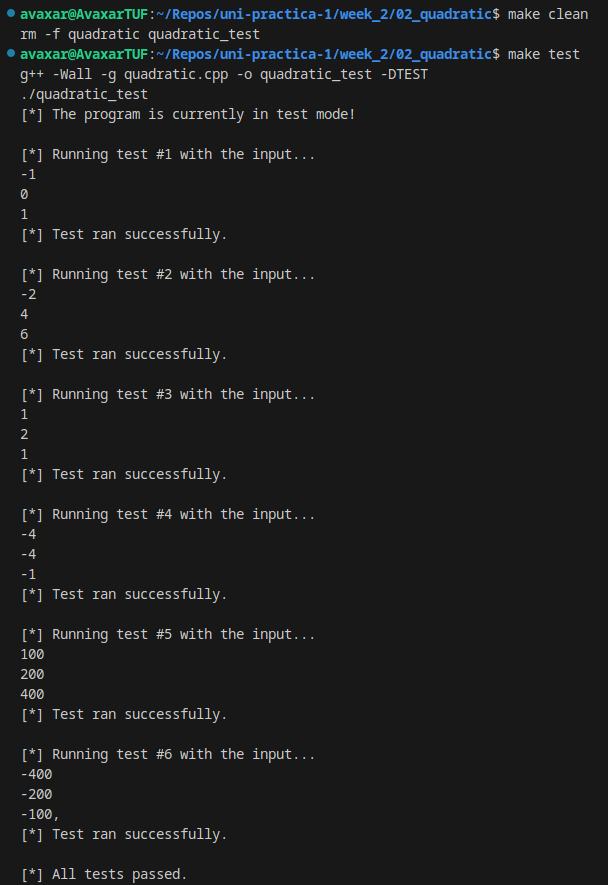 avaxar@AvaxarTUF:~/Repos/uni-practica-1/week_2/02_quadratic$ make clean
rm -f quadratic quadratic_test
avaxar@AvaxarTUF:~/Repos/uni-practica-1/week_2/02_quadratic$ make test
g++ -Wall -g quadratic.cpp -o quadratic_test -DTEST
./quadratic_test
[*] The program is currently in test mode!

[*] Running test #1 with the input...
-1
0
1
[*] Test ran successfully.

[*] Running test #2 with the input...
-2
4
6
[*] Test ran successfully.

[*] Running test #3 with the input...
1
2
1
[*] Test ran successfully.

[*] Running test #4 with the input...
-4
-4
-1
[*] Test ran successfully.

[*] Running test #5 with the input...
100
200
400
[*] Test ran successfully.

[*] Running test #6 with the input...
-400
-200
-100,
[*] Test ran successfully.

[*] All tests passed.